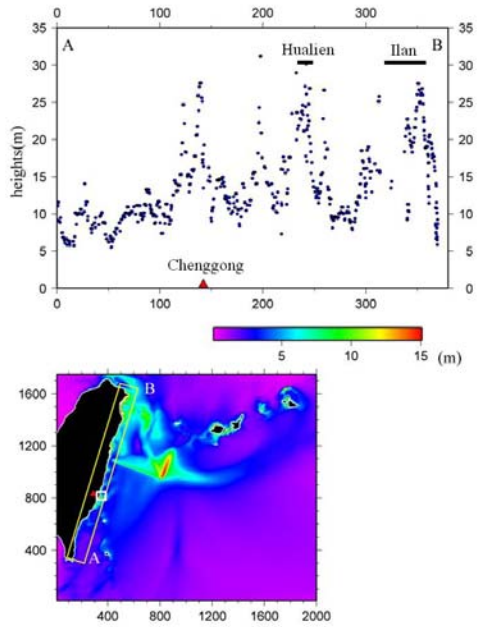 0 100 200 300
A Hualien Ilan B
35 35
30 30
25 25
20 20
15 15
10 10
5 5
0 0
heights(m)
Chenggong
0 100 200 300
5 10 15 (m)
1600
1200
800
400
B
A
400 800 1200 1600 2000